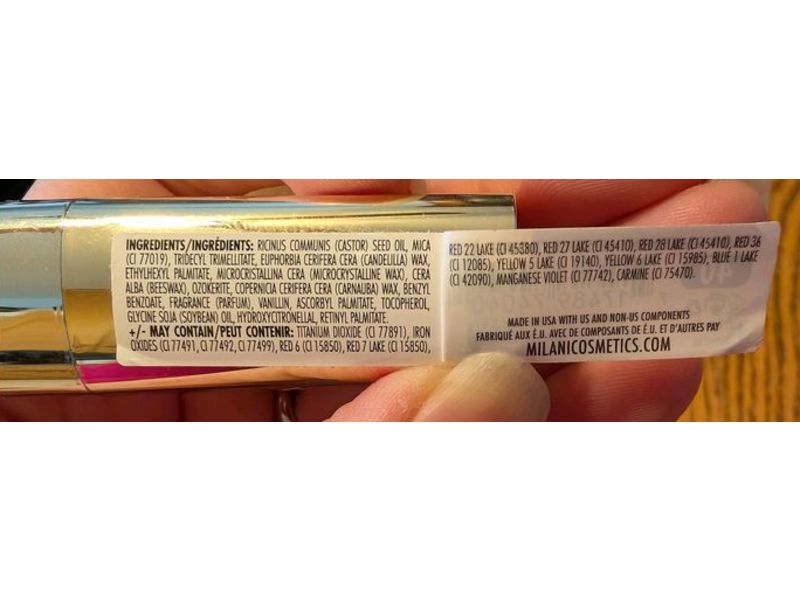 INGREDIENTS/INGRÉDIENTS: RICINUS COMMUNIS (CASTOR) SEED OIL, MICA
(CI 77019), TRIDECYL TRIMELLITATE, EUPHORBIA CERIFERA CERA (CANDELILLA) WAX,
ETHYLHEXYL PALMITATE, MICROCRISTALLINA CERA (MICROCRYSTALLINE WAX), CERA
ALBA (BEESWAX), OZOKERITE, COPERNICIA CERIFERA CERA (CARNAUBA) WAX, BENZYL
BENZOATE, FRAGRANCE (PARFUM), VANILLIN, ASCORBYL PALMITATE, TOCOPHEROL,
GLYCINE SOJA (SOYBEAN) OIL, HYDROXYCITRONELLAL, RETINYL PALMITATE.
+/- MAY CONTAIN/PEUT CONTENIR: TITANIUM DIOXIDE (CI 77891), IRON
OXIDES (CI 77491, CI 77492, CI 77499), RED 6 (CI 15850), RED 7 LAKE (CI 15850),
RED 22 LAKE (CI 45380), RED 27 LAKE (CI 45410), RED 28 LAKE (CI 45410), RED 36
(CI 12085), YELLOW 5 LAKE (CI 19140), YELLOW 6 LAKE (CI 15985), BLUE 1 LAKE
(CI 42090), MANGANESE VIOLET (CI 77742), CARMINE (CI 75470).
MADE IN USA WITH US AND NON-US COMPONENTS
FABRIQUÉ AUX É.U. AVEC DE COMPOSANTS DE É.U. ET D'AUTRES PAY
MILANICOSMETICS.COM